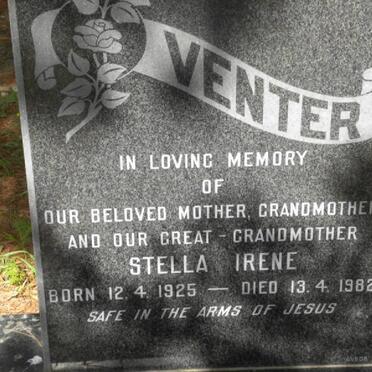 VENTER
IN LOVING MEMORY
OF
OUR BELOVED MOTHER, GRANDMOTHER
AND OUR GREAT-GRANDMOTHER
STELLA IRENE
BORN 12.4.1925 — DIED 13.4.1982
SAFE IN THE ARMS OF JESUS